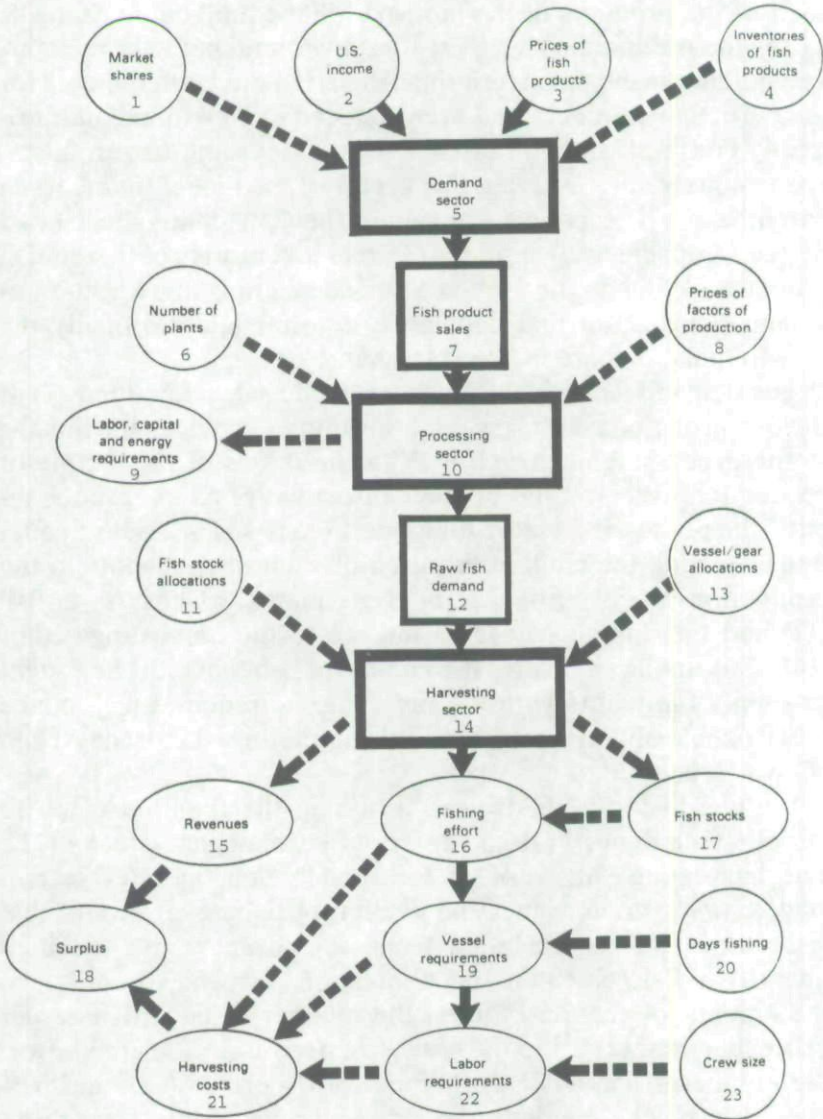 Market
shares
1
U.S.
income
2
Prices of
fish
products
3
Inventories
of fish
products
4
Demand
sector
5
Number of
plants
6
Fish product
sales
7
Prices of
factors of
production
8
Labor, capital
and energy
requirements
9
Processing
sector
10
Fish stock
allocations
11
Raw fish
demand
12
Vessel/gear
allocations
13
Harvesting
sector
14
Revenues
15
Fishing
effort
16
Fish stocks
17
Surplus
18
Vessel
requirements
19
Days fishing
20
Harvesting
costs
21
Labor
requirements
22
Crew size
23